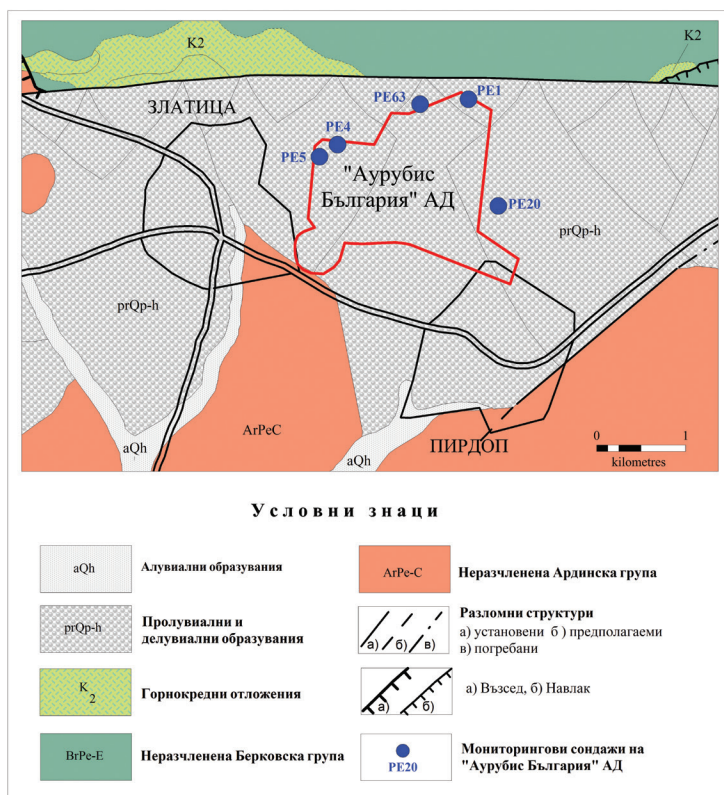 K2
K2
ЗЛАТИЦА
PE63
PE1
PE4
PE5
"Аурубис
България" АД
PE20
prQp-h
prQp-h
ArPeC
aQh
aQh
ПИРДОП
0 1
kilometres
Условни знаци
aQh
Алувиални образувания
ArPe-C
Неразчленена Ардинска група
prQp-h
Пролувиални и
делувиални образувания
а) б) в)
Разломни структури
а) установени б ) предполагаеми
в) погребани
K2
Горнокредни отложения
а) б)
а) Възсед, б) Навлак
BrPe-E
Неразчленена Берковска група
PE20
Мониторингови сондажи на
"Аурубис България" АД